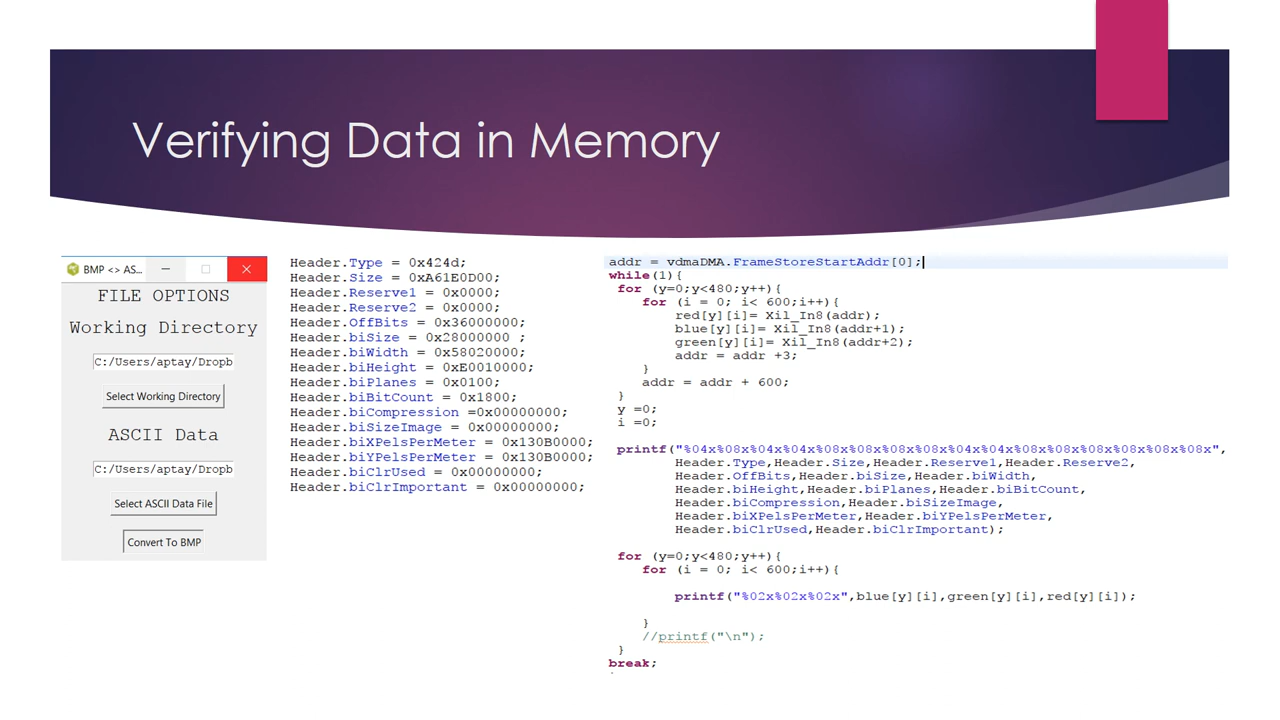 Verifying Data in Memory
BMP <> AS...
FILE OPTIONS
Working Directory
C:/Users/aptay/Dropb
Select Working Directory
ASCII Data
C:/Users/aptay/Dropb
Select ASCII Data File
Convert To BMP
Header.Type = 0x424d;
Header.Size = 0xA61E0D00;
Header.Reserve1 = 0x0000;
Header.Reserve2 = 0x0000;
Header.OffBits = 0x36000000;
Header.biSize = 0x28000000 ;
Header.biWidth = 0x58020000;
Header.biHeight = 0xE0010000;
Header.biPlanes = 0x0100;
Header.biBitCount = 0x1800;
Header.biCompression =0x00000000;
Header.biSizeImage = 0x00000000;
Header.biXPelsPerMeter = 0x130B0000;
Header.biYPelsPerMeter = 0x130B0000;
Header.biClrUsed = 0x00000000;
Header.biClrImportant = 0x00000000;
addr = vdmaDMA.FrameStoreStartAddr[0];
while(1){
for (y=0;y<480;y++){
for (i = 0; i< 600;i++){
red[y][i]= Xil_In8(addr);
blue[y][i]= Xil_In8(addr+1);
green[y][i]= Xil_In8(addr+2);
addr = addr +3;
}
addr = addr + 600;
}
y =0;
i =0;
printf("%04x%08x%04x%04x%08x%08x%08x%08x%04x%04x%08x%08x%08x%08x%08x%08x",
Header.Type,Header.Size,Header.Reserve1,Header.Reserve2,
Header.OffBits,Header.biSize,Header.biWidth,
Header.biHeight,Header.biPlanes,Header.biBitCount,
Header.biCompression,Header.biSizeImage,
Header.biXPelsPerMeter,Header.biYPelsPerMeter,
Header.biClrUsed,Header.biClrImportant);
for (y=0;y<480;y++){
for (i = 0; i< 600;i++){
printf("%02x%02x%02x",blue[y][i],green[y][i],red[y][i]);
}
//printf("\n");
}
break;